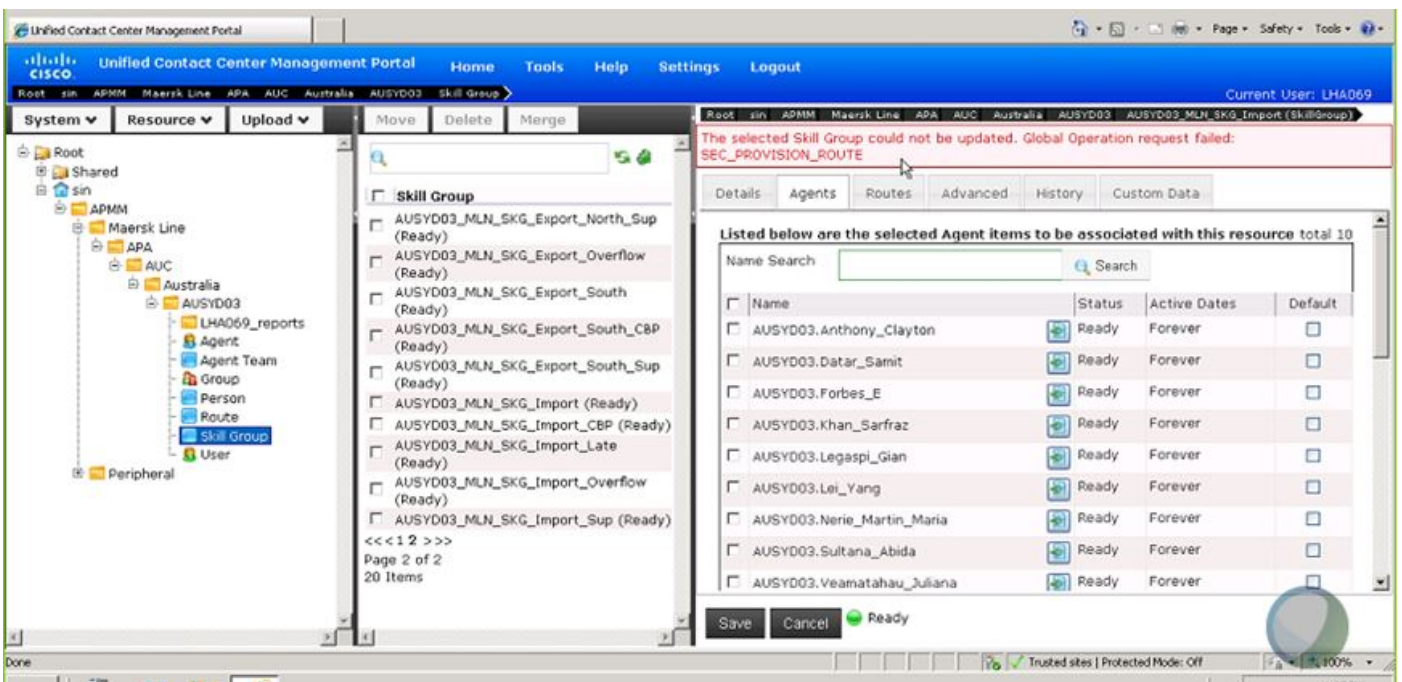 Unified Contact Center Management Portal
Page Safety Tools
CISCO Unified Contact Center Management Portal Home Tools Help Settings Logout
Root sin APMM Maersk Line APA AUC Australia AUSYD03 Skill Group
Current User: LHA069
System Resource Upload
Root
Shared
sin
APMM
Maersk Line
APA
AUC
Australia
AUSYD03
LHA069_reports
Agent
Agent Team
Group
Person
Route
Skill Group
User
Peripheral
Move Delete Merge
Skill Group
AUSYD03_MLN_SKG_Export_North_Sup
(Ready)
AUSYD03_MLN_SKG_Export_Overflow
(Ready)
AUSYD03_MLN_SKG_Export_South
(Ready)
AUSYD03_MLN_SKG_Export_South_CBP
(Ready)
AUSYD03_MLN_SKG_Export_South_Sup
(Ready)
AUSYD03_MLN_SKG_Import (Ready)
AUSYD03_MLN_SKG_Import_CBP (Ready)
AUSYD03_MLN_SKG_Import_Late
(Ready)
AUSYD03_MLN_SKG_Import_Overflow
(Ready)
AUSYD03_MLN_SKG_Import_Sup (Ready)
<<< 1 2 >>>
Page 2 of 2
20 Items
Root sin APMM Maersk Line APA AUC Australia AUSYD03 AUSYD03_MLN_SKG_Import (SkillGroup)
The selected Skill Group could not be updated. Global Operation request failed:
SEC_PROVISION_ROUTE
Details Agents Routes Advanced History Custom Data
Listed below are the selected Agent items to be associated with this resource total 10
Name Search Search
Name Status Active Dates Default
AUSYD03.Anthony_Clayton Ready Forever
AUSYD03.Datar_Samit Ready Forever
AUSYD03.Forbes_E Ready Forever
AUSYD03.Khan_Sarfraz Ready Forever
AUSYD03.Legaspi_Gian Ready Forever
AUSYD03.Lei_Yang Ready Forever
AUSYD03.Nerie_Martin_Maria Ready Forever
AUSYD03.Sultana_Abida Ready Forever
AUSYD03.Veamatahau_Juliana Ready Forever
Save Cancel Ready
Done
Trusted sites | Protected Mode: Off
100%